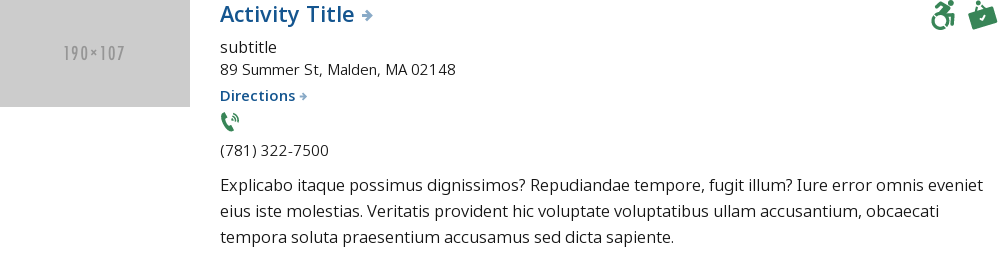 190×107
Activity Title
subtitle
89 Summer St, Malden, MA 02148
Directions
(781) 322-7500
Explicabo itaque possimus dignissimos? Repudiandae tempore, fugit illum? Iure error omnis eveniet
eius iste molestias. Veritatis provident hic voluptate voluptatibus ullam accusantium, obcaecati
tempora soluta praesentium accusamus sed dicta sapiente.